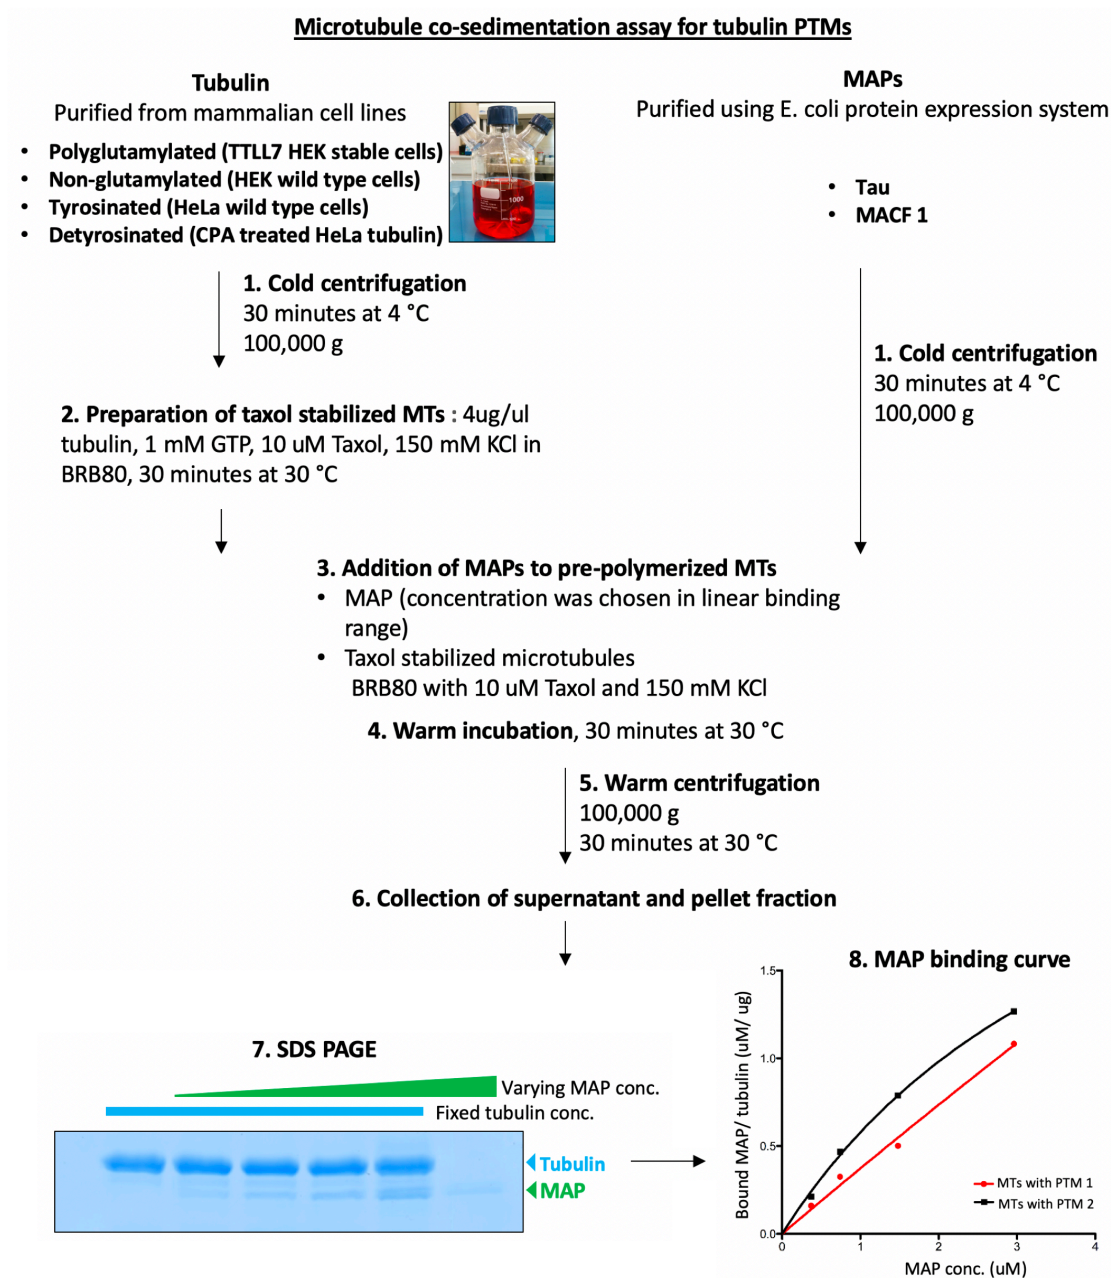 Microtubule co-sedimentation assay for tubulin PTMs
Tubulin
Purified from mammalian cell lines
• Polyglutamylated (TTLL7 HEK stable cells)
• Non-glutamylated (HEK wild type cells)
• Tyrosinated (HeLa wild type cells)
• Detyrosinated (CPA treated HeLa tubulin)
1000
MAPs
Purified using E. coli protein expression system
• Tau
• MACF 1
1. Cold centrifugation
30 minutes at 4 °C
100,000 g
1. Cold centrifugation
30 minutes at 4 °C
100,000 g
2. Preparation of taxol stabilized MTs : 4ug/ul
tubulin, 1 mM GTP, 10 uM Taxol, 150 mM KCl in
BRB80, 30 minutes at 30 °C
3. Addition of MAPs to pre-polymerized MTs
• MAP (concentration was chosen in linear binding
range)
• Taxol stabilized microtubules
BRB80 with 10 uM Taxol and 150 mM KCl
4. Warm incubation, 30 minutes at 30 °C
5. Warm centrifugation
100,000 g
30 minutes at 30 °C
6. Collection of supernatant and pellet fraction
7. SDS PAGE
Varying MAP conc.
Fixed tubulin conc.
Tubulin
MAP
8. MAP binding curve
Bound MAP/ tubulin (uM/ ug)
1.5
1.0
0.5
0.0
0 1 2 3 4
MAP conc. (uM)
MTs with PTM 1
MTs with PTM 2